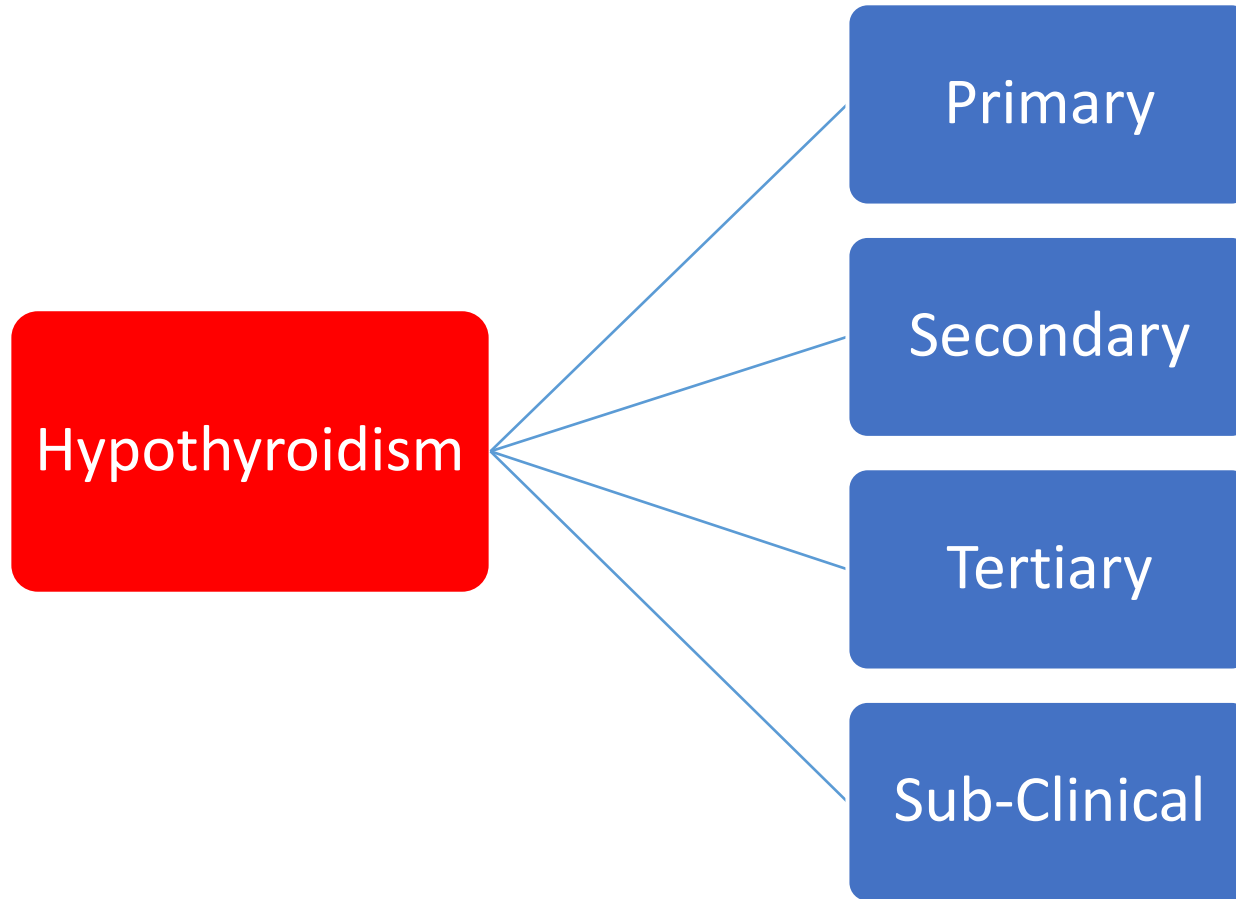 Primary
Secondary
Hypothyroidism
Tertiary
Sub-Clinical